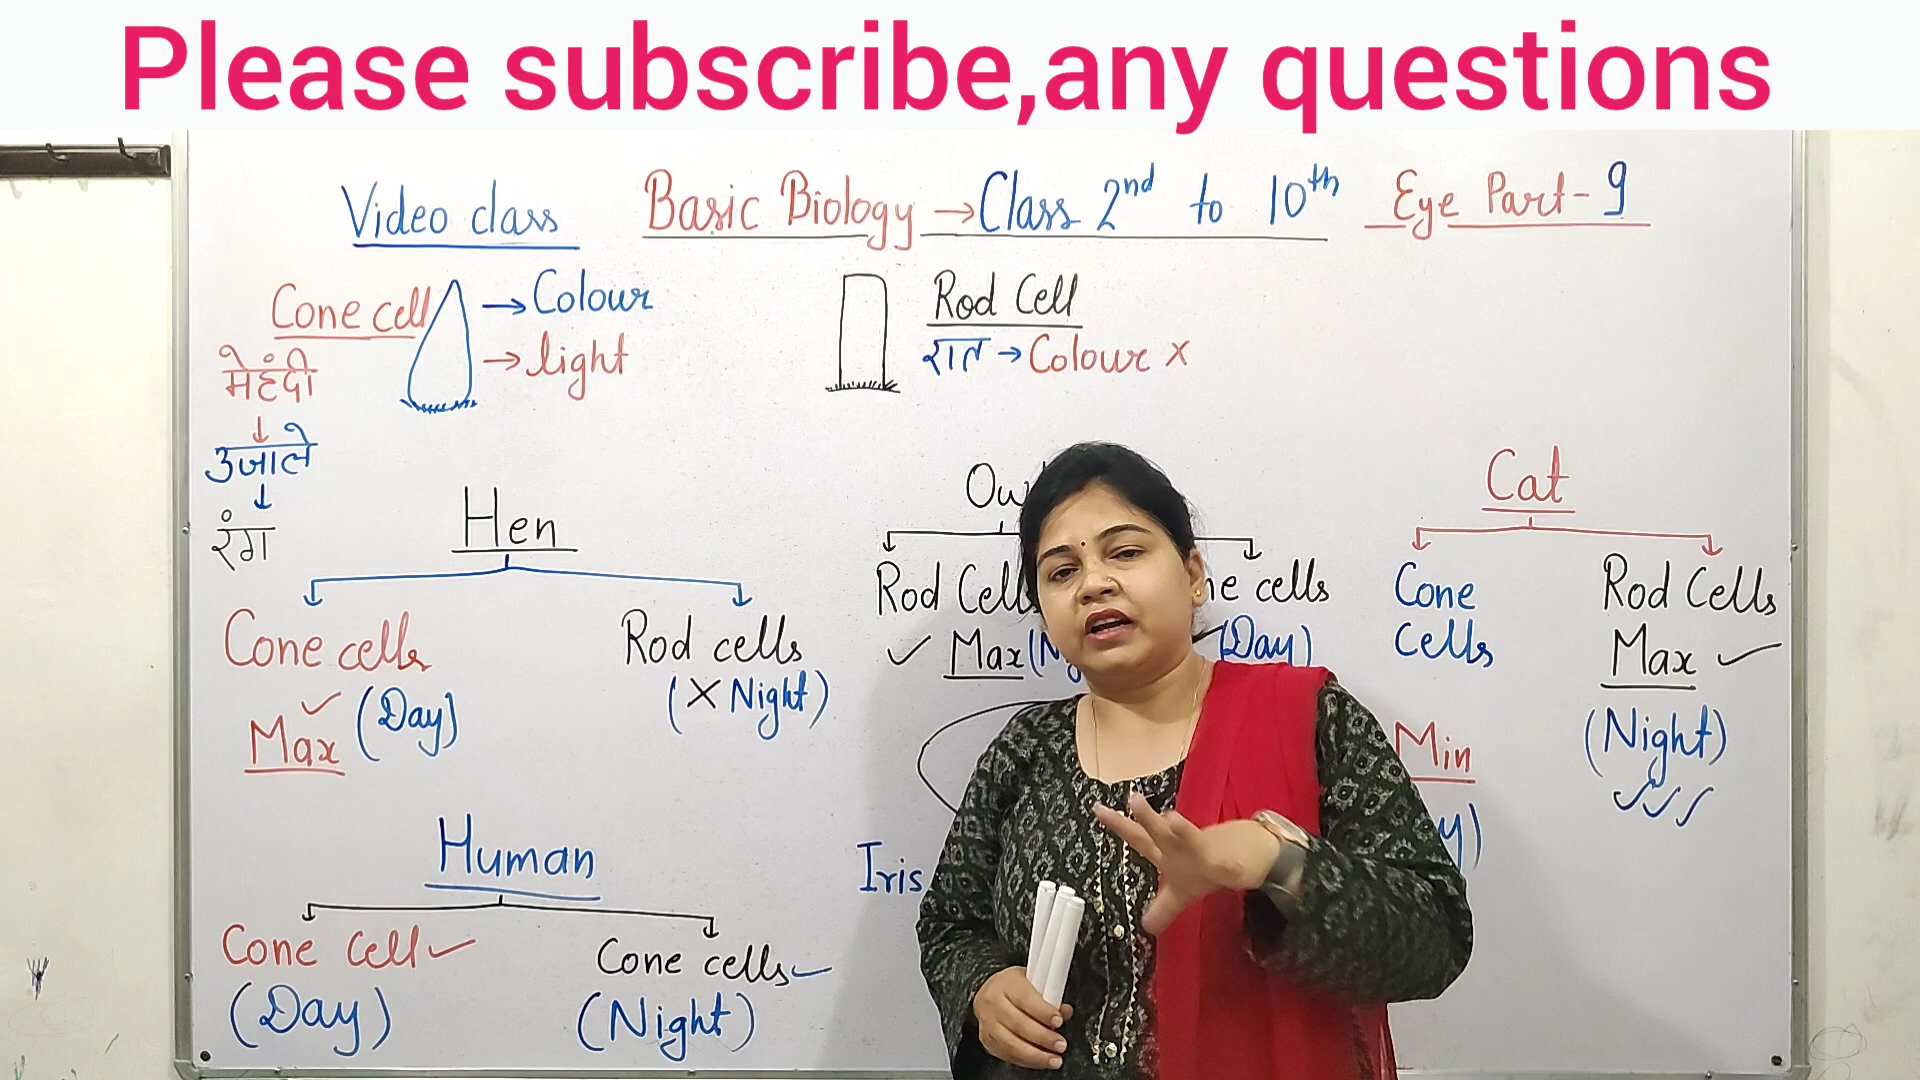 Please subscribe,any questions
Video class Basic Biology → Class 2nd to 10th Eye Part-9
Cone cell → Colour
→ light
Rod Cell
रात → Colour x
मेहंदी
↓
उजाले
↓
रंग
Hen
Cone cells
✓ Max (Day)
Rod cells
(X Night)
Rod Cells
✓ Max
cells
✓ (Day)
Cat
Cone Cells
Min
Rod Cells
Max ✓
(Night)
✓✓✓
Human
Cone Cell ✓
(Day)
Cone cells ✓
(Night)
Iris